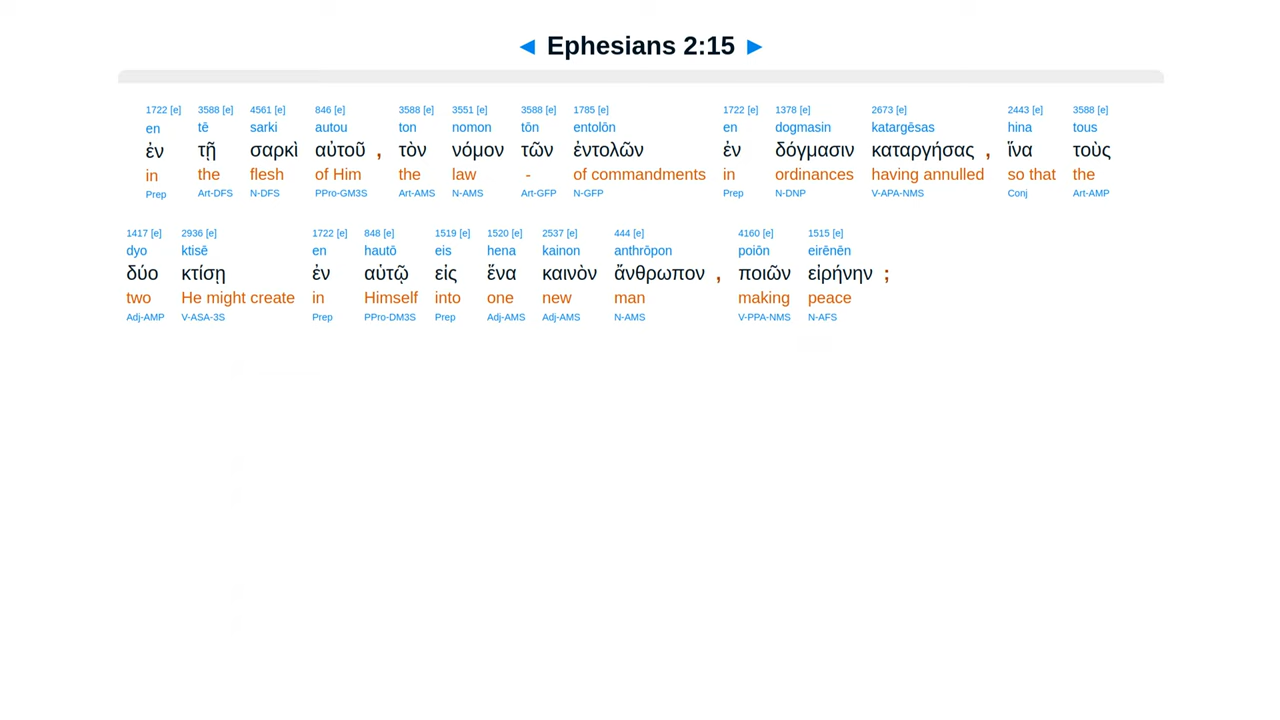 ◄ Ephesians 2:15 ►
1722 [e] 3588 [e] 4561 [e] 846 [e] 3588 [e] 3551 [e] 3588 [e] 1785 [e] 1722 [e] 1378 [e] 2673 [e] 2443 [e] 3588 [e]
en tē sarki autou ton nomon tōn entolōn en dogmasin katargēsas hina tous
ἐν τῇ σαρκὶ αὐτοῦ , τὸν νόμον τῶν ἐντολῶν ἐν δόγμασιν καταργήσας , ἵνα τοὺς
in the flesh of Him the law - of commandments in ordinances having annulled so that the
Prep Art-DFS N-DFS PPro-GM3S Art-AMS N-AMS Art-GFP N-GFP Prep N-DNP V-APA-NMS Conj Art-AMP
1417 [e] 2936 [e] 1722 [e] 848 [e] 1519 [e] 1520 [e] 2537 [e] 444 [e] 4160 [e] 1515 [e]
dyo ktisē en hautō eis hena kainon anthrōpon poiōn eirēnēn
δύο κτίσῃ ἐν αὑτῷ εἰς ἕνα καινὸν ἄνθρωπον , ποιῶν εἰρήνην ;
two He might create in Himself into one new man making peace
Adj-AMP V-ASA-3S Prep PPro-DM3S Prep Adj-AMS Adj-AMS N-AMS V-PPA-NMS N-AFS